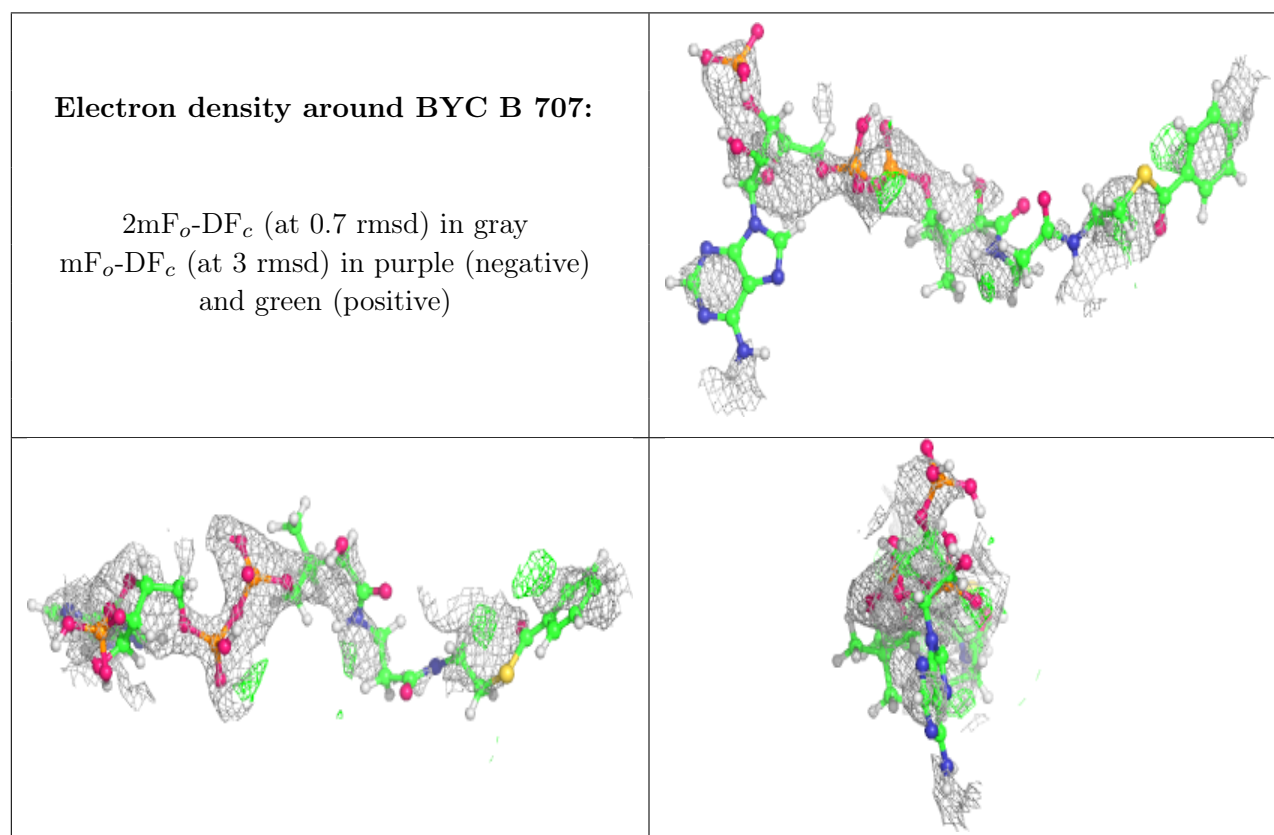 Electron density around BYC B 707:
2mFo-DFc (at 0.7 rmsd) in gray
mFo-DFc (at 3 rmsd) in purple (negative)
and green (positive)